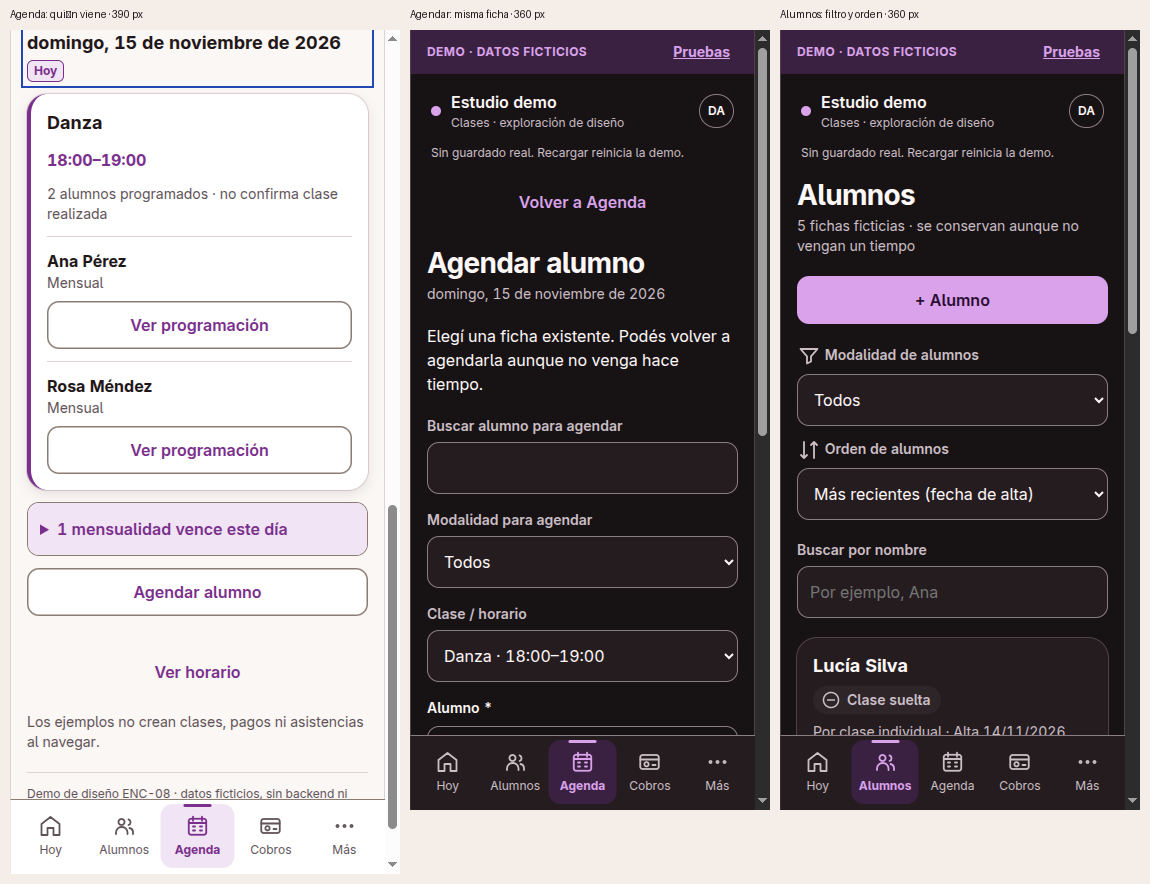 Agenda: quién viene · 390 px
domingo, 15 de noviembre de 2026
Hoy
Danza
18:00–19:00
2 alumnos programados · no confirma clase
realizada
Ana Pérez
Mensual
Ver programación
Rosa Méndez
Mensual
Ver programación
1 mensualidad vence este día
Agendar alumno
Ver horario
Los ejemplos no crean clases, pagos ni asistencias
al navegar.
Demo de diseño ENC-08 · datos ficticios, sin backend ni
Hoy
Alumnos
Agenda
Cobros
Más
Agendar: misma ficha · 360 px
DEMO · DATOS FICTICIOS
Pruebas
Estudio demo
Clases · exploración de diseño
DA
Sin guardado real. Recargar reinicia la demo.
Volver a Agenda
Agendar alumno
domingo, 15 de noviembre de 2026
Elegí una ficha existente. Podés volver a
agendarla aunque no venga hace
tiempo.
Buscar alumno para agendar
Modalidad para agendar
Todos
Clase / horario
Danza · 18:00–19:00
Alumno *
Hoy
Alumnos
Agenda
Cobros
Más
Alumnos: filtro y orden · 360 px
DEMO · DATOS FICTICIOS
Pruebas
Estudio demo
Clases · exploración de diseño
DA
Sin guardado real. Recargar reinicia la demo.
Alumnos
5 fichas ficticias · se conservan aunque no
vengan un tiempo
+ Alumno
Modalidad de alumnos
Todos
Orden de alumnos
Más recientes (fecha de alta)
Buscar por nombre
Por ejemplo, Ana
Lucía Silva
Clase suelta
Por clase individual · Alta 14/11/2026
Hoy
Alumnos
Agenda
Cobros
Más